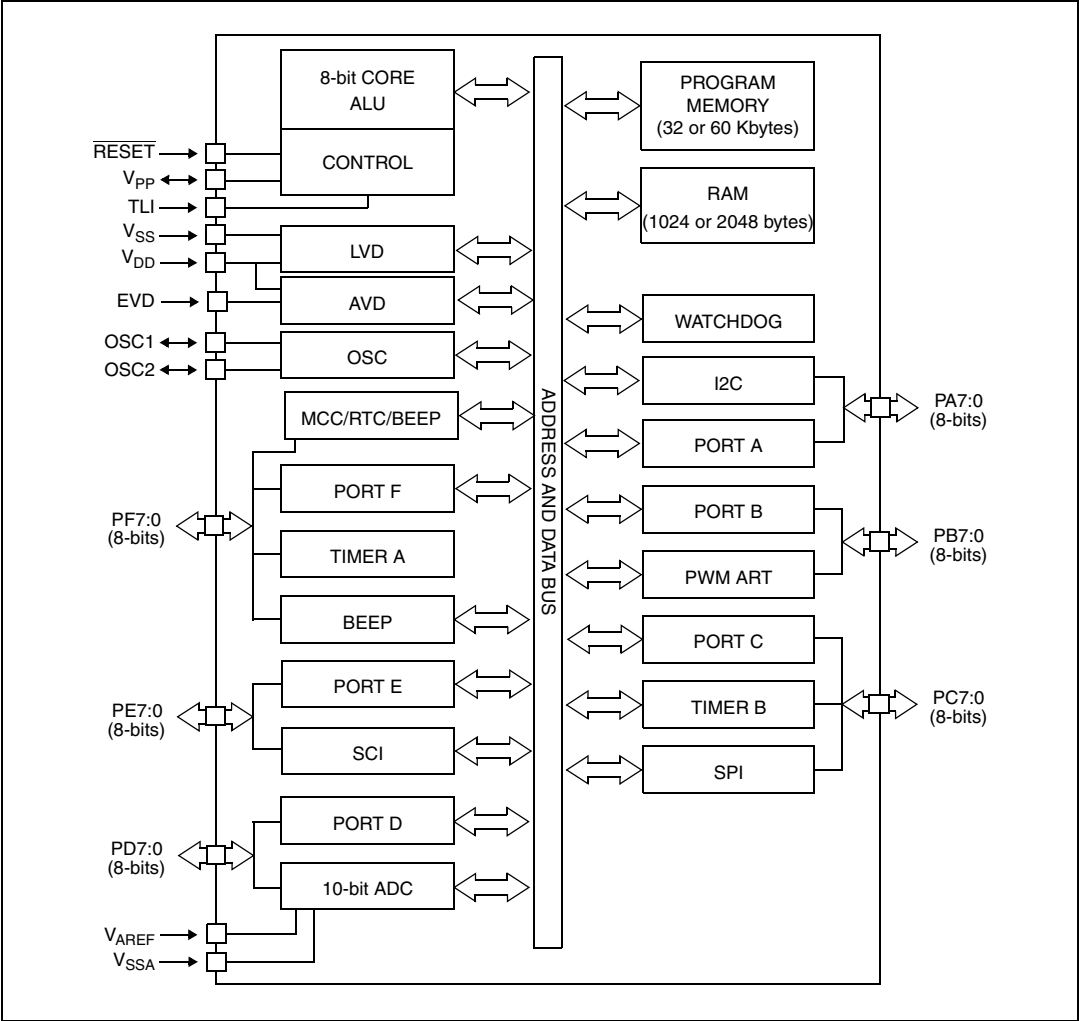 8-bit CORE
ALU
CONTROL
RESET
VPP
TLI
VSS
VDD
EVD
OSC1
OSC2
LVD
AVD
OSC
MCC/RTC/BEEP
PORT F
TIMER A
BEEP
PF7:0
(8-bits)
PORT E
SCI
PE7:0
(8-bits)
PORT D
10-bit ADC
PD7:0
(8-bits)
VAREF
VSSA
ADDRESS AND DATA BUS
PROGRAM
MEMORY
(32 or 60 Kbytes)
RAM
(1024 or 2048 bytes)
WATCHDOG
I2C
PORT A
PA7:0
(8-bits)
PORT B
PWM ART
PB7:0
(8-bits)
PORT C
TIMER B
SPI
PC7:0
(8-bits)